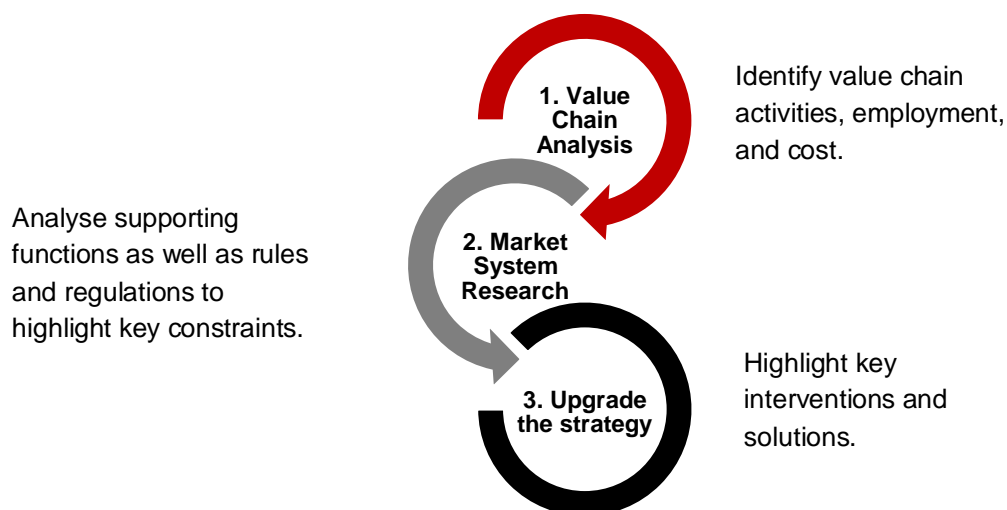 1. Value
Chain
Analysis
Identify value chain
activities, employment,
and cost.
2. Market
System
Research
Analyse supporting
functions as well as rules
and regulations to
highlight key constraints.
3. Upgrade
the strategy
Highlight key
interventions and
solutions.